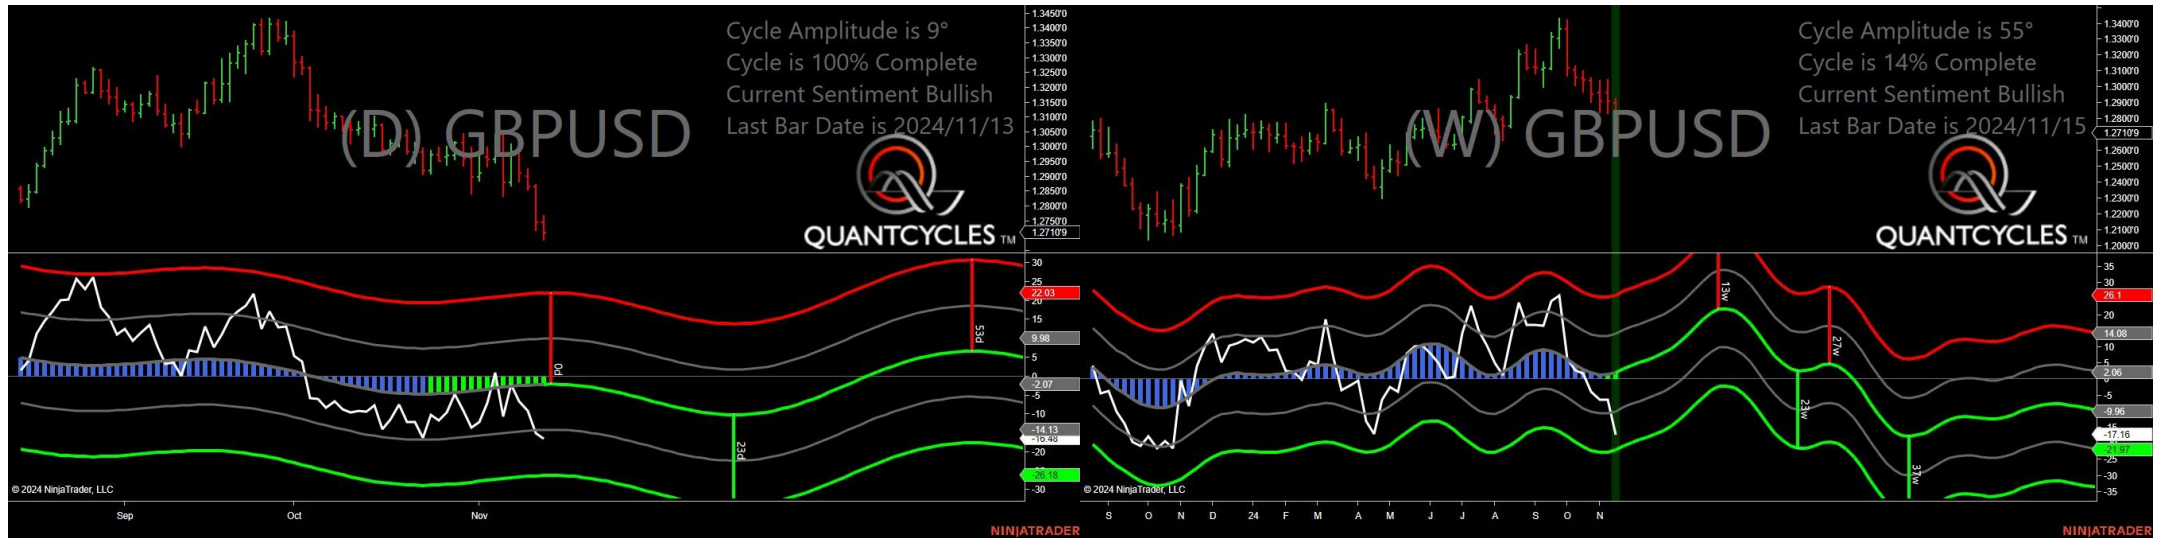 Cycle Amplitude is 9°
Cycle is 100% Complete
Current Sentiment Bullish
Last Bar Date is 2024/11/13
(D) GBPUSD
QUANTCYCLES TM
1.3450'0
1.3400'0
1.3350'0
1.3300'0
1.3250'0
1.3200'0
1.3150'0
1.3100'0
1.3050'0
1.3000'0
1.2950'0
1.2900'0
1.2850'0
1.2800'0
1.2750'0
1.2710'9
30
25
22.03
20
15
9.98
5
0
-2.07
-5
-10
-14.13
-16.48
-20
-26.18
-30
0d
23d
53d
© 2024 NinjaTrader, LLC
Sep Oct Nov
NINJATRADER
Cycle Amplitude is 55°
Cycle is 14% Complete
Current Sentiment Bullish
Last Bar Date is 2024/11/15
(W) GBPUSD
QUANTCYCLES TM
1.3400'0
1.3300'0
1.3200'0
1.3100'0
1.3000'0
1.2900'0
1.2800'0
1.2710'9
1.2600'0
1.2500'0
1.2400'0
1.2300'0
1.2200'0
1.2100'0
1.2000'0
35
30
26.1
20
14.08
10
5
2.06
0
-5
-9.96
-17.16
-21.97
-25
-30
-35
13w
27w
23w
37w
© 2024 NinjaTrader, LLC
S O N D 24 F M A M J J A S O N
NINJATRADER